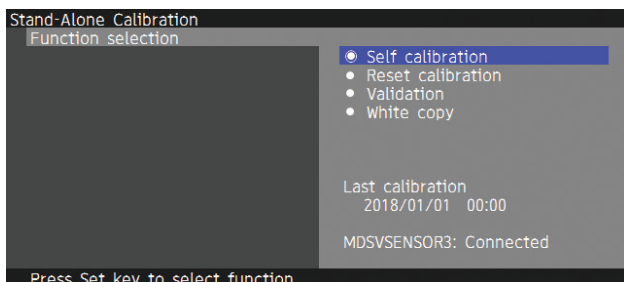 Stand-Alone Calibration
Function selection
Self calibration
Reset calibration
Validation
White copy
Last calibration
2018/01/01 00:00
MDSVSENSOR3: Connected
Press Set key to select function